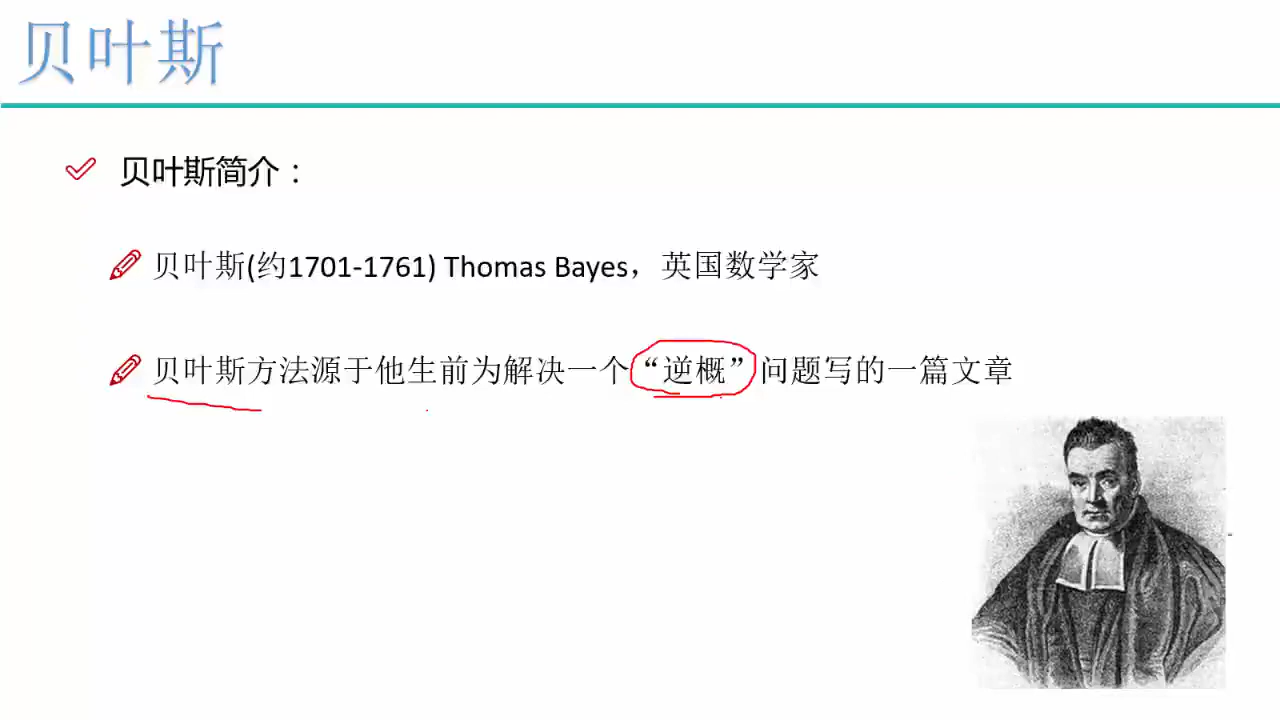 贝叶斯
贝叶斯简介：
贝叶斯(约1701-1761) Thomas Bayes，英国数学家
贝叶斯方法源于他生前为解决一个“逆概”问题写的一篇文章